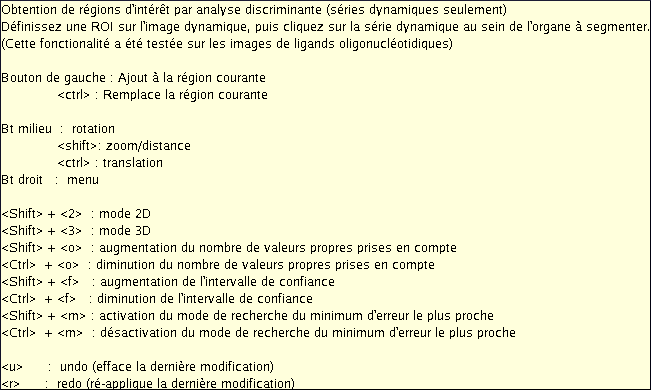 Obtention de régions d'intérêt par analyse discriminante (séries dynamiques seulement)
Définissez une ROI sur l'image dynamique, puis cliquez sur la série dynamique au sein de l'organe à segmenter.
(Cette fonctionalité a été testée sur les images de ligands oligonucléotidiques)
Bouton de gauche : Ajout à la région courante
<ctrl> : Remplace la région courante
Bt milieu : rotation
<shift>: zoom/distance
<ctrl> : translation
Bt droit : menu
<Shift> + <2> : mode 2D
<Shift> + <3> : mode 3D
<Shift> + <o> : augmentation du nombre de valeurs propres prises en compte
<Ctrl> + <o> : diminution du nombre de valeurs propres prises en compte
<Shift> + <f> : augmentation de l'intervalle de confiance
<Ctrl> + <f> : diminution de l'intervalle de confiance
<Shift> + <m> : activation du mode de recherche du minimum d'erreur le plus proche
<Ctrl> + <m> : désactivation du mode de recherche du minimum d'erreur le plus proche
<u> : undo (efface la dernière modification)
<r> : redo (ré-applique la dernière modification)